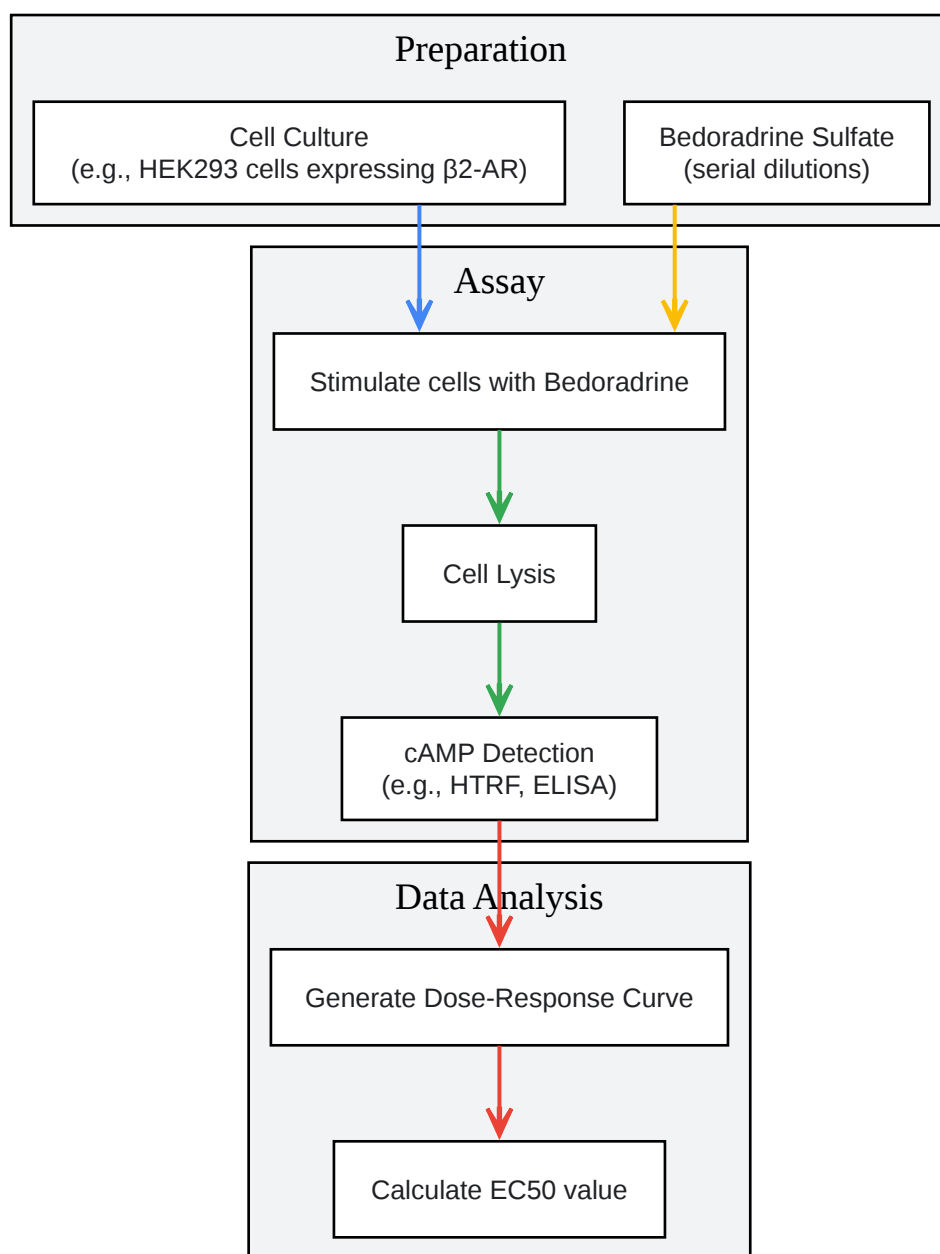 Preparation
Cell Culture
(e.g., HEK293 cells expressing β2-AR)
Bedoradrine Sulfate
(serial dilutions)
Assay
Stimulate cells with Bedoradrine
Cell Lysis
cAMP Detection
(e.g., HTRF, ELISA)
Data Analysis
Generate Dose-Response Curve
Calculate EC50 value